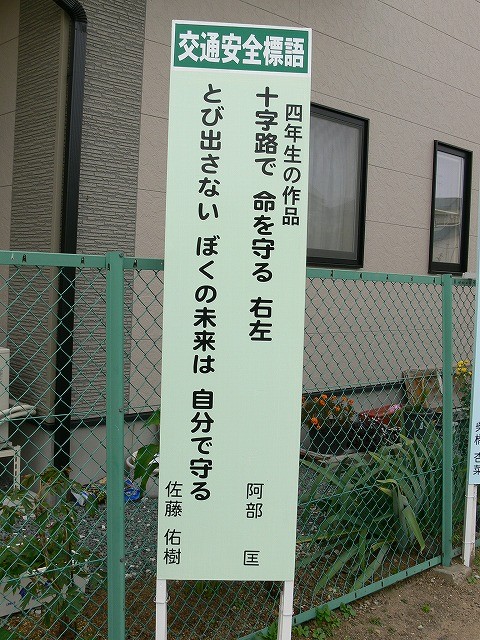 交通安全標語
四年生の作品
十字路で 命を守る 右左
阿部 匡
とび出さない ぼくの未来は 自分で守る
佐藤 佑樹